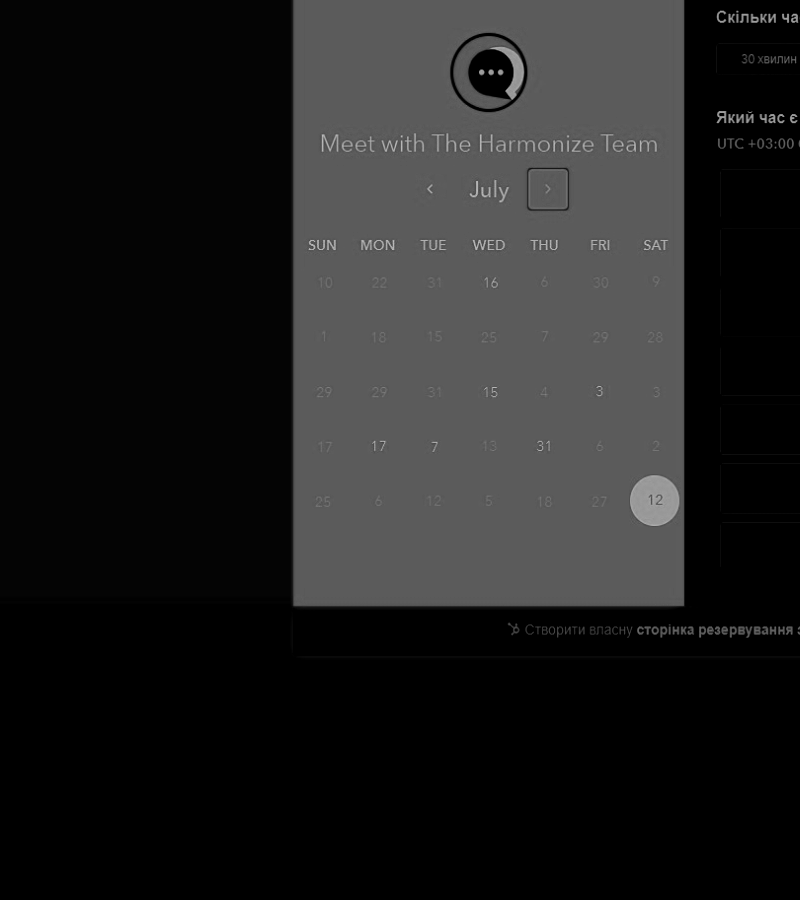 Meet with The Harmonize Team
July
SUN MON TUE WED THU FRI SAT
10 22 31 16 6 30 9
1 18 15 25 7 29 28
29 29 31 15 4 3 3
17 17 7 13 31 6 2
25 6 12 5 18 27 12
Скільки ча
30 хвилин
Який час є
UTC +03:00
Створити власну сторінка резервування з